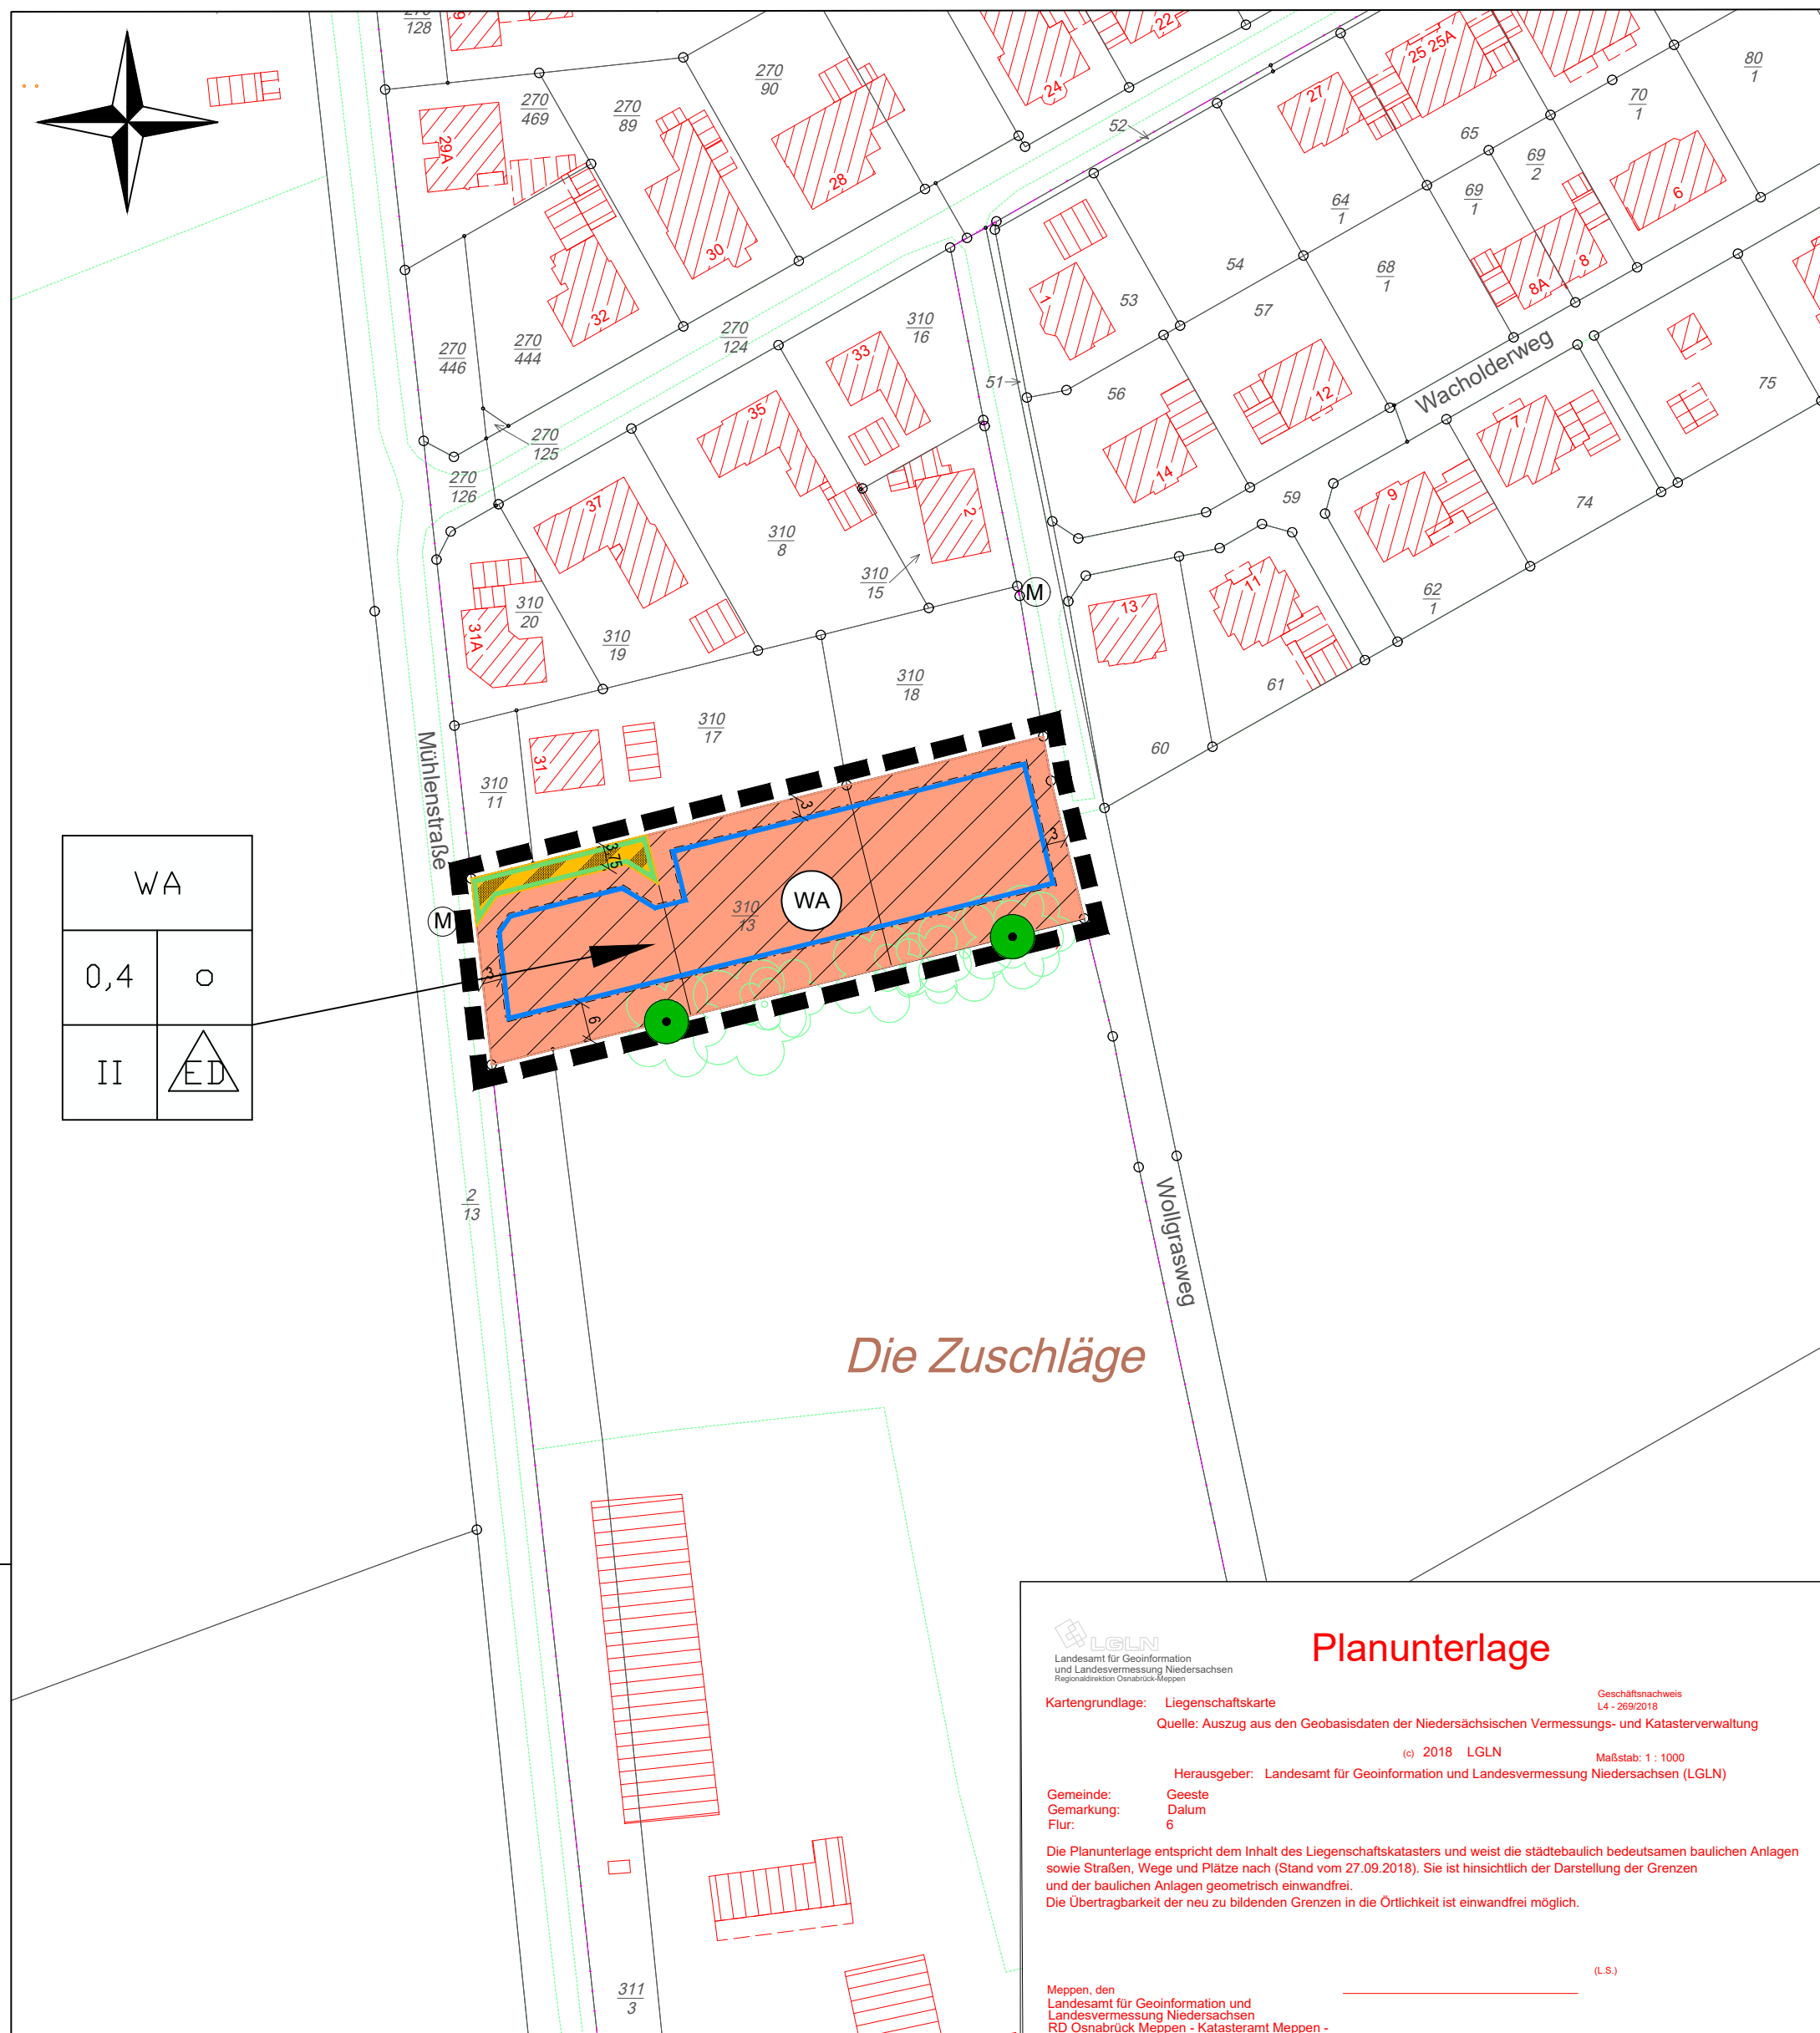 270
128
9
270
469
270
89
270
90
24
22
25 25A
27
52
65
70
1
80
1
29A
28
30
32
64
1
69
1
69
2
6
8
8A
54
53
1
57
68
1
270
124
270
446
270
444
310
16
33
35
51
56
12
14
Wacholderweg
75
7
74
9
59
270
125
270
126
37
310
8
2
310
15
M
13
11
62
1
31A
310
20
310
19
310
18
61
60
310
17
31
310
11
Mühlenstraße
3
3,75
3
WA
310
13
M
3
6
WA
0,4
o
II
ED
2
13
Wollgrasweg
Die Zuschläge
311
3
LGLN
Landesamt für Geoinformation
und Landesvermessung Niedersachsen
Regionaldirektion Osnabrück-Meppen
Planunterlage
Geschäftsnachweis
L4 - 269/2018
Kartengrundlage: Liegenschaftskarte
Quelle: Auszug aus den Geobasisdaten der Niedersächsischen Vermessungs- und Katasterverwaltung
(c) 2018 LGLN
Maßstab: 1 : 1000
Herausgeber: Landesamt für Geoinformation und Landesvermessung Niedersachsen (LGLN)
Gemeinde: Geeste
Gemarkung: Dalum
Flur: 6
Die Planunterlage entspricht dem Inhalt des Liegenschaftskatasters und weist die städtebaulich bedeutsamen baulichen Anlagen
sowie Straßen, Wege und Plätze nach (Stand vom 27.09.2018). Sie ist hinsichtlich der Darstellung der Grenzen
und der baulichen Anlagen geometrisch einwandfrei.
Die Übertragbarkeit der neu zu bildenden Grenzen in die Örtlichkeit ist einwandfrei möglich.
(L.S.)
Meppen, den
Landesamt für Geoinformation und
Landesvermessung Niedersachsen
RD Osnabrück Meppen - Katasteramt Meppen -